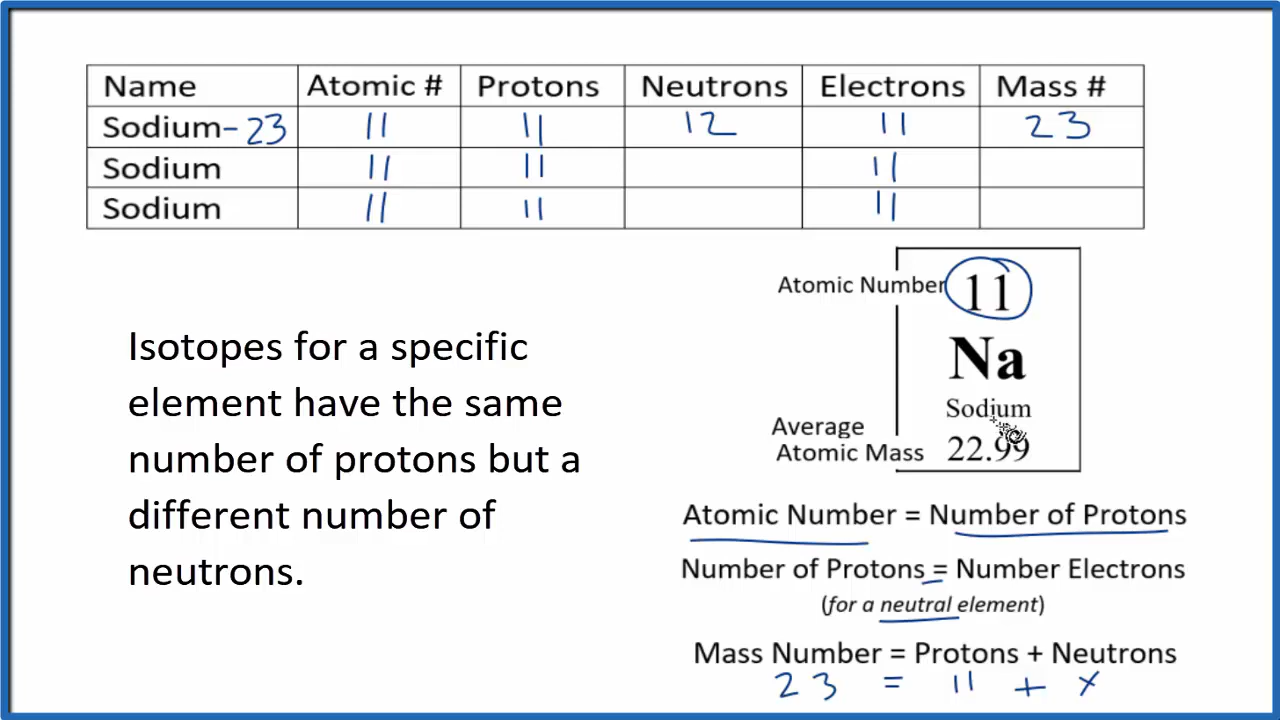 Name Atomic # Protons Neutrons Electrons Mass #
Sodium-23 11 11 12 11 23
Sodium 11 11 11
Sodium 11 11 11
Atomic Number 11
Na
Sodium
Average
Atomic Mass 22.99
Isotopes for a specific
element have the same
number of protons but a
different number of
neutrons.
Atomic Number = Number of Protons
Number of Protons = Number Electrons
(for a neutral element)
Mass Number = Protons + Neutrons
23 = 11 + x